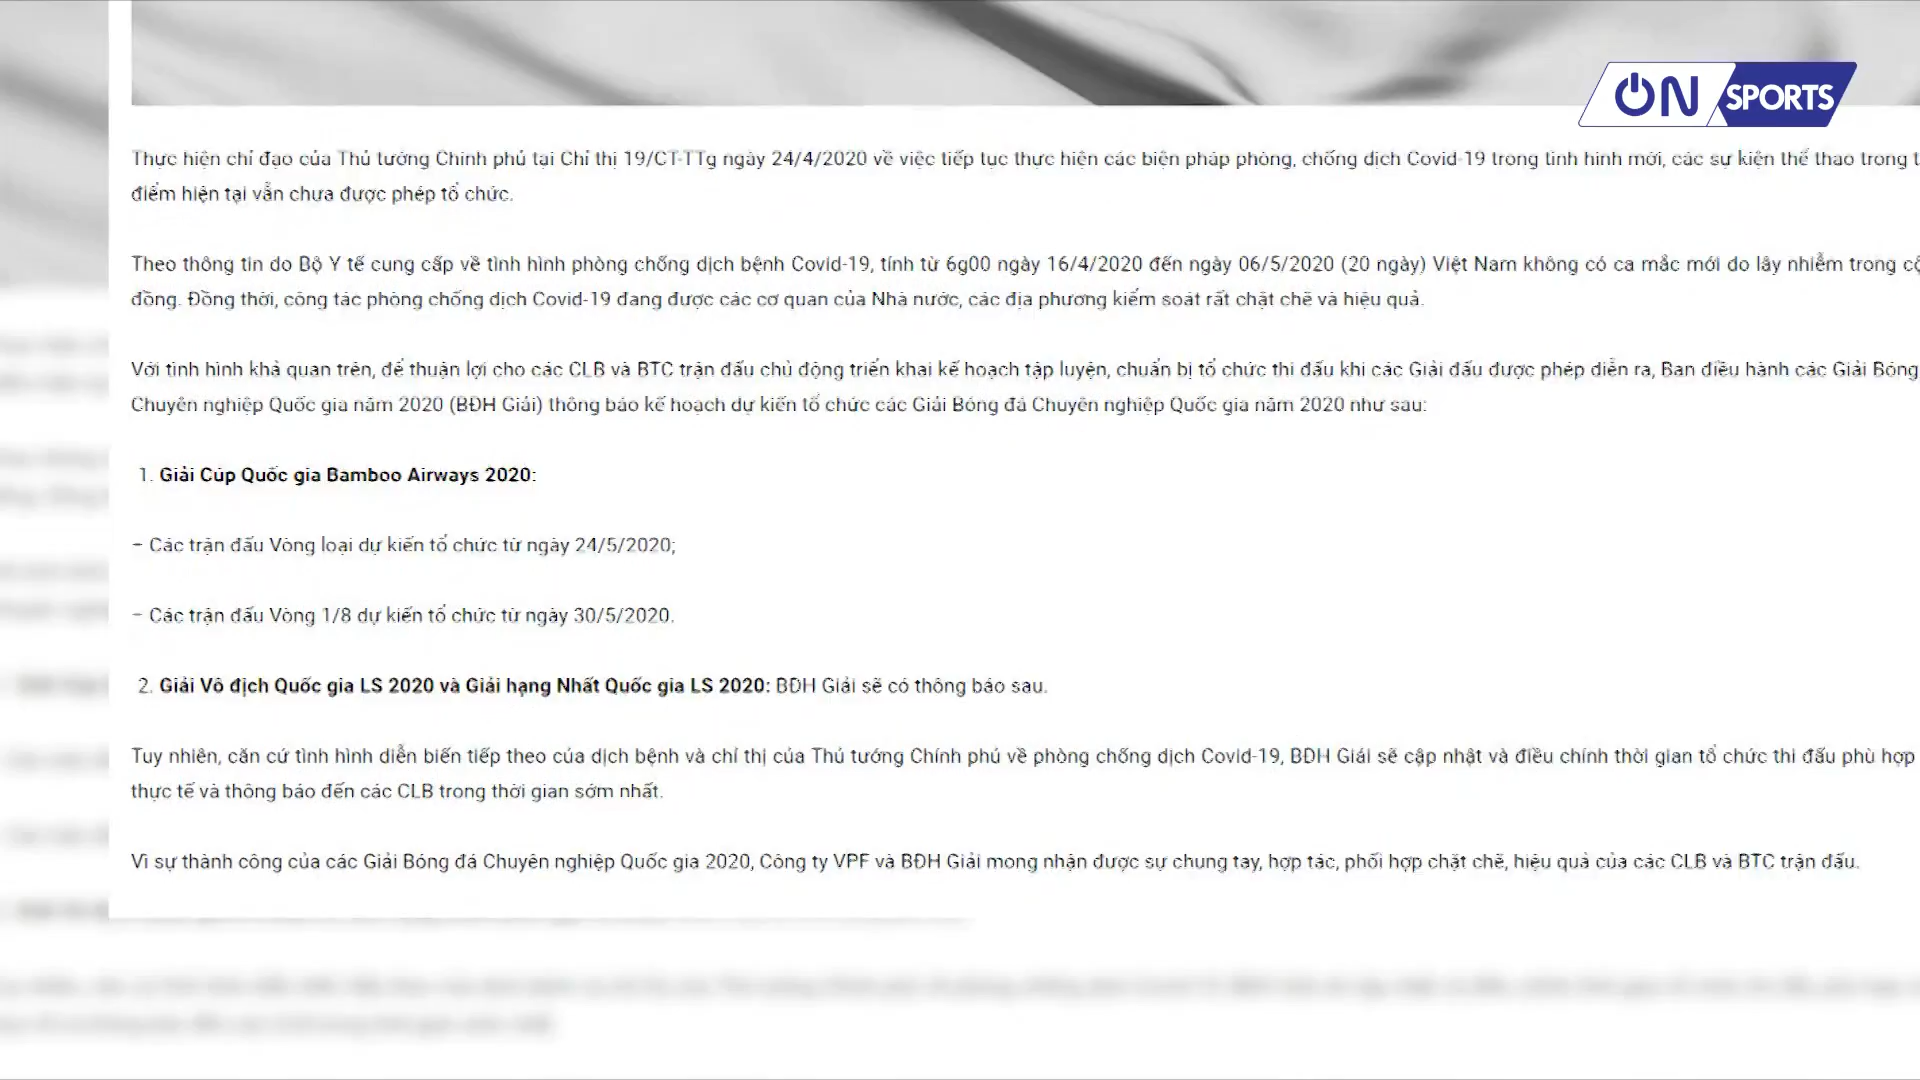 ON SPORTS
Thực hiện chỉ đạo của Thủ tướng Chính phủ tại Chỉ thị 19/CT-TTg ngày 24/4/2020 về việc tiếp tục thực hiện các biện pháp phòng, chống dịch Covid-19 trong tình hình mới, các sự kiện thể thao trong
điểm hiện tại vẫn chưa được phép tổ chức.
Theo thông tin do Bộ Y tế cung cấp về tình hình phòng chống dịch bệnh Covid-19, tính từ 6g00 ngày 16/4/2020 đến ngày 06/5/2020 (20 ngày) Việt Nam không có ca mắc mới do lây nhiễm trong
đồng. Đồng thời, công tác phòng chống dịch Covid-19 đang được các cơ quan của Nhà nước, các địa phương kiểm soát rất chặt chẽ và hiệu quả.
Với tình hình khả quan trên, để thuận lợi cho các CLB và BTC trận đấu chủ động triển khai kế hoạch tập luyện, chuẩn bị tổ chức thi đấu khi các Giải đấu được phép diễn ra, Ban điều hành các Giải Bóng
Chuyên nghiệp Quốc gia năm 2020 (BĐH Giải) thông báo kế hoạch dự kiến tổ chức các Giải Bóng đá Chuyên nghiệp Quốc gia năm 2020 như sau:
1. Giải Cúp Quốc gia Bamboo Airways 2020:
– Các trận đấu Vòng loại dự kiến tổ chức từ ngày 24/5/2020;
– Các trận đấu Vòng 1/8 dự kiến tổ chức từ ngày 30/5/2020.
2. Giải Vô địch Quốc gia LS 2020 và Giải hạng Nhất Quốc gia LS 2020: BĐH Giải sẽ có thông báo sau.
Tuy nhiên, căn cứ tình hình diễn biến tiếp theo của dịch bệnh và chỉ thị của Thủ tướng Chính phủ về phòng chống dịch Covid-19, BĐH Giải sẽ cập nhật và điều chỉnh thời gian tổ chức thi đấu phù hợp
thực tế và thông báo đến các CLB trong thời gian sớm nhất.
Vì sự thành công của các Giải Bóng đá Chuyên nghiệp Quốc gia 2020, Công ty VPF và BĐH Giải mong nhận được sự chung tay, hợp tác, phối hợp chặt chẽ, hiệu quả của các CLB và BTC trận đấu.